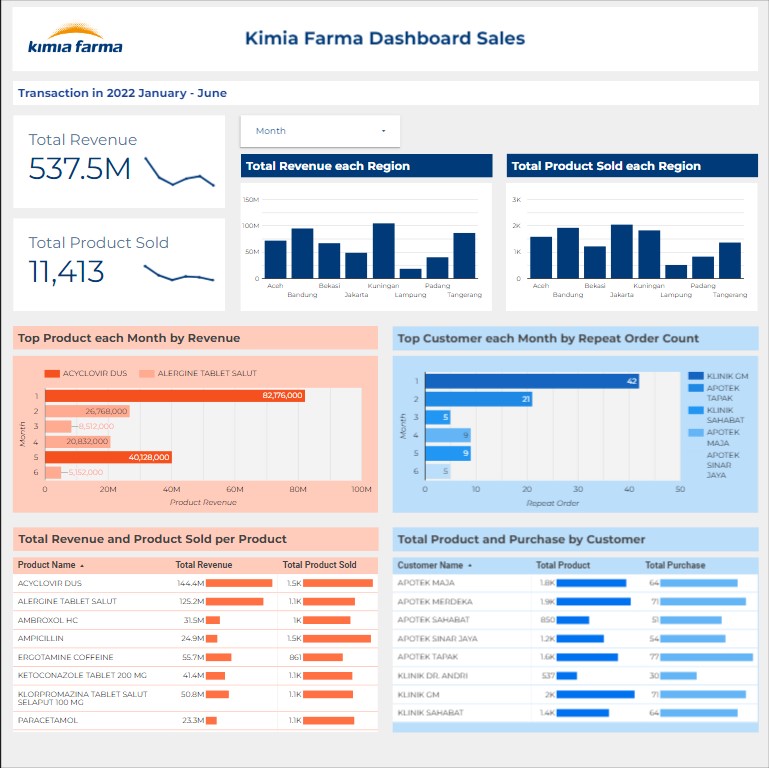 kimia farma
Kimia Farma Dashboard Sales
Transaction in 2022 January - June
Total Revenue
537.5M
Total Product Sold
11,413
Month
Total Revenue each Region
150M
100M
50M
0
Aceh
Bandung
Bekasi
Jakarta
Kuningan
Lampung
Padang
Tangerang
Total Product Sold each Region
3K
2K
1K
0
Aceh
Bandung
Bekasi
Jakarta
Kuningan
Lampung
Padang
Tangerang
Top Product each Month by Revenue
ACYCLOVIR DUS
ALERGINE TABLET SALUT
Month
1 82,776,000
2 26,768,000
3 8,512,000
4 20,832,000
5 40,128,000
6 5,152,000
0 20M 40M 60M 80M 100M
Product Revenue
Top Customer each Month by Repeat Order Count
Month
1 42
2 21
3 5
4 9
5 9
6 5
0 10 20 30 40 50
Repeat Order
KLINIK GM
APOTEK
TAPAK
KLINIK
SAHABAT
APOTEK
MAJA
APOTEK
SINAR
JAYA
Total Revenue and Product Sold per Product
Product Name Total Revenue Total Product Sold
ACYCLOVIR DUS 144.4M 1.5K
ALERGINE TABLET SALUT 125.2M 1.1K
AMBROXOL HC 31.5M 1K
AMPICILLIN 24.9M 1.5K
ERGOTAMINE COFFEINE 55.7M 861
KETOCONAZOLE TABLET 200 MG 41.4M 1.1K
KLORPROMAZINA TABLET SALUT
SELAPUT 100 MG 50.8M 1.1K
PARACETAMOL 23.3M 1.1K
Total Product and Purchase by Customer
Customer Name Total Product Total Purchase
APOTEK MAJA 1.8K 64
APOTEK MERDEKA 1.9K 71
APOTEK SAHABAT 850 51
APOTEK SINAR JAYA 1.2K 54
APOTEK TAPAK 1.6K 77
KLINIK DR. ANDRI 537 30
KLINIK GM 2K 71
KLINIK SAHABAT 1.4K 64